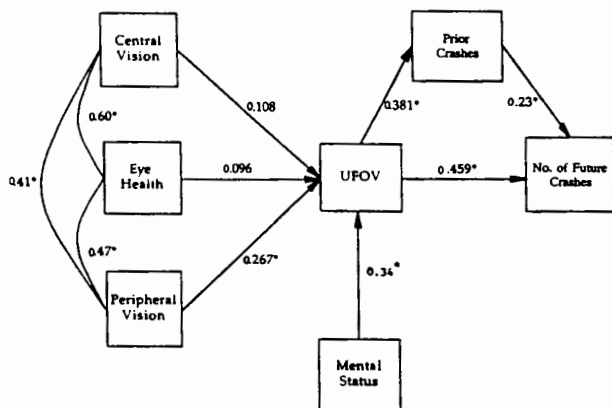 Central
Vision
Prior
Crashes
0.108
0.381*
0.23*
0.60*
Eye
Health
0.096
UFOV
0.459*
No. of Future
Crashes
0.41*
0.47*
0.267*
0.34*
Peripheral
Vision
Mental
Status